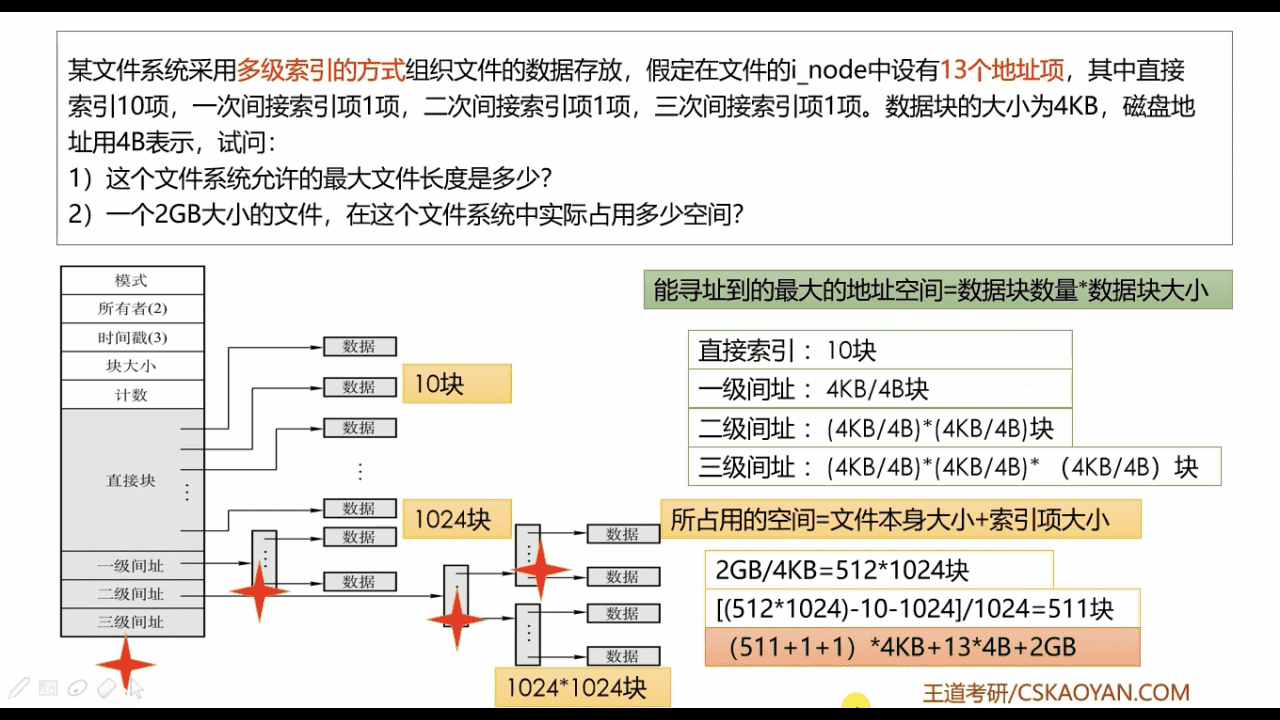 某文件系统采用多级索引的方式组织文件的数据存放，假定在文件的i_node中设有13个地址项，其中直接
索引10项，一次间接索引项1项，二次间接索引项1项，三次间接索引项1项。数据块的大小为4KB，磁盘地
址用4B表示，试问：
1）这个文件系统允许的最大文件长度是多少？
2）一个2GB大小的文件，在这个文件系统中实际占用多少空间？
模式
所有者(2)
时间戳(3)
块大小
计数
直接块
⋮
一级间址
二级间址
三级间址
数据
数据
数据
⋮
数据
数据
数据
10块
1024块
数据
数据
数据
数据
1024*1024块
能寻址到的最大的地址空间=数据块数量*数据块大小
直接索引： 10块
一级间址： 4KB/4B块
二级间址： (4KB/4B)*(4KB/4B)块
三级间址： (4KB/4B)*(4KB/4B)* （4KB/4B）块
所占用的空间=文件本身大小+索引项大小
2GB/4KB=512*1024块
[(512*1024)-10-1024]/1024=511块
（511+1+1）*4KB+13*4B+2GB
王道考研/CSKAOYAN.COM